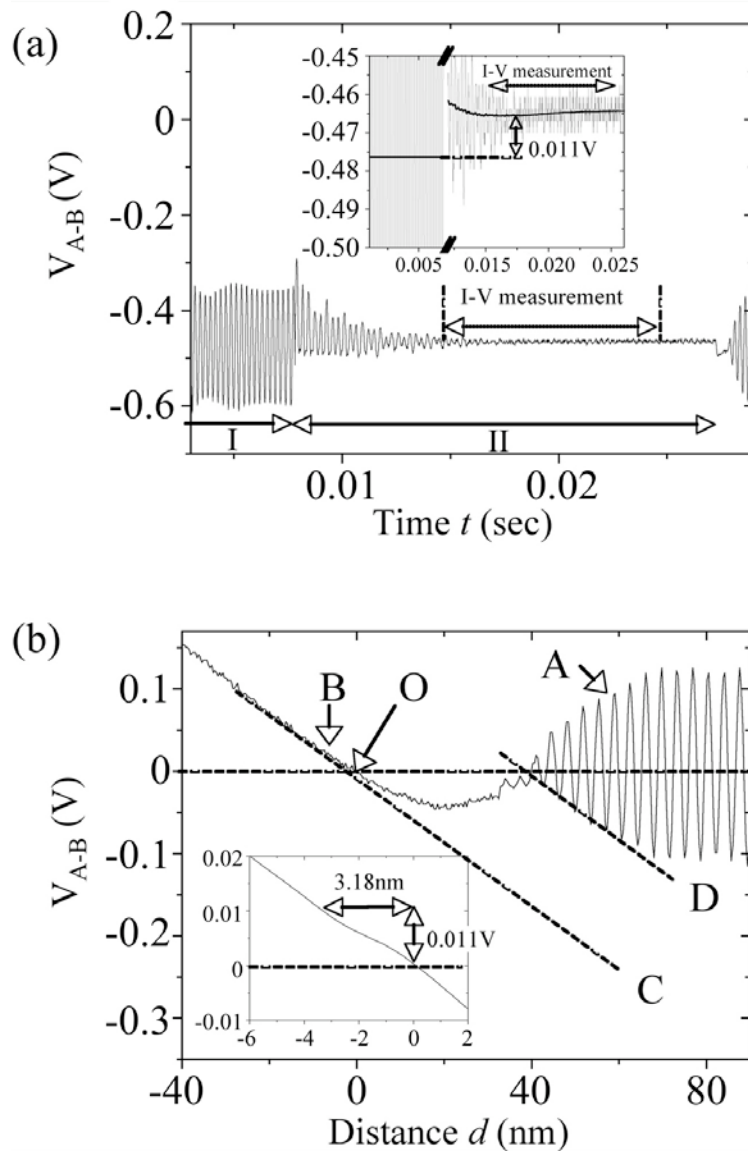 (a)
0.2
0
-0.2
-0.4
-0.6
V_A-B (V)
-0.45
-0.46
-0.47
-0.48
-0.49
-0.50
I-V measurement
0.011V
0.005 0.015 0.020 0.025
I-V measurement
I
II
0.01 0.02
Time t (sec)
(b)
0.1
0
-0.1
-0.2
-0.3
V_A-B (V)
B
O
A
D
C
0.02
0.01
0
-0.01
3.18nm
0.011V
-6 -4 -2 0 2
-40 0 40 80
Distance d (nm)